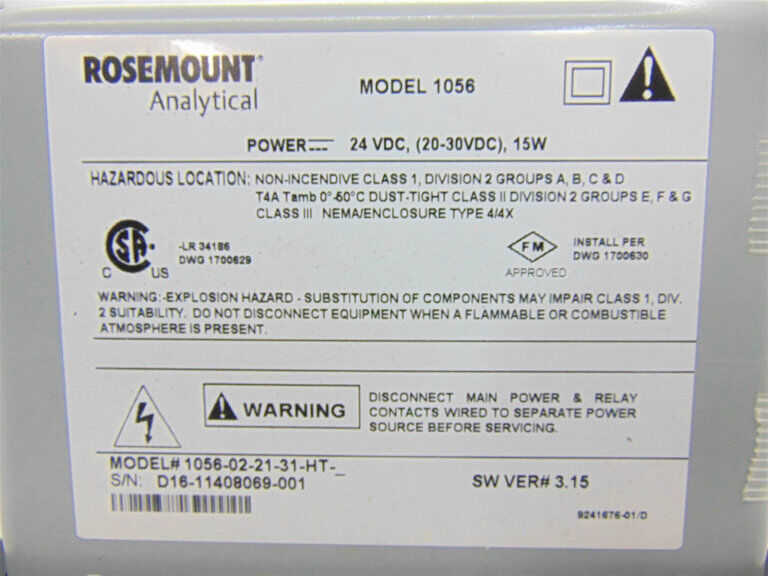 ROSEMOUNT
Analytical
MODEL 1056
POWER 24 VDC, (20-30VDC), 15W
HAZARDOUS LOCATION: NON-INCENDIVE CLASS 1, DIVISION 2 GROUPS A, B, C & D
T4A Tamb 0°-50°C DUST-TIGHT CLASS II DIVISION 2 GROUPS E, F & G
CLASS III NEMA/ENCLOSURE TYPE 4/4X
SA
C US
-LR 34186
DWG 1700629
FM
APPROVED
INSTALL PER
DWG 1700630
WARNING:-EXPLOSION HAZARD - SUBSTITUTION OF COMPONENTS MAY IMPAIR CLASS 1, DIV.
2 SUITABILITY. DO NOT DISCONNECT EQUIPMENT WHEN A FLAMMABLE OR COMBUSTIBLE
ATMOSPHERE IS PRESENT.
WARNING
DISCONNECT MAIN POWER & RELAY
CONTACTS WIRED TO SEPARATE POWER
SOURCE BEFORE SERVICING.
MODEL# 1056-02-21-31-HT-_
S/N: D16-11408069-001
SW VER# 3.15
9241676-01/D